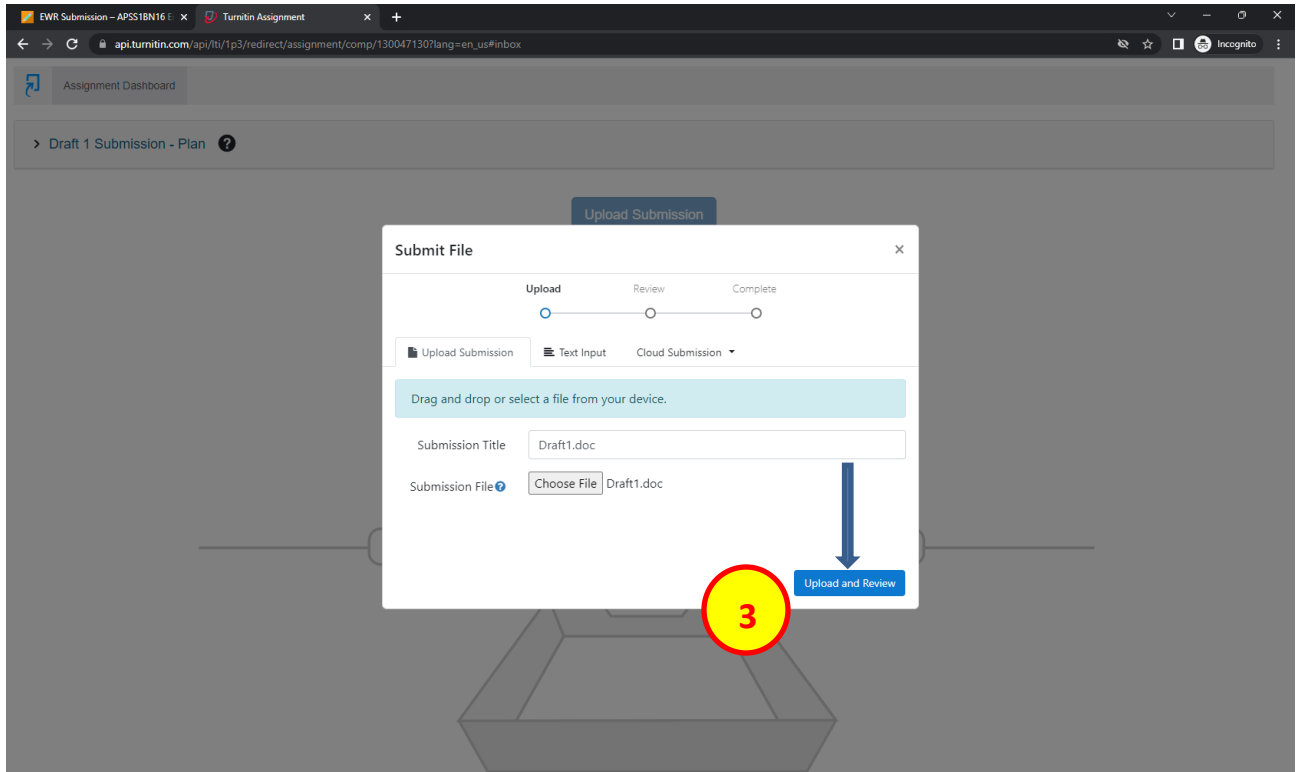 EWR Submission – APSS1BN16 E
Turnitin Assignment
api.turnitin.com/api/lti/1p3/redirect/assignment/comp/130047130?lang=en_us#inbox
Incognito
Assignment Dashboard
Draft 1 Submission - Plan ?
Upload Submission
Submit File
Upload Review Complete
Upload Submission Text Input Cloud Submission
Drag and drop or select a file from your device.
Submission Title Draft1.doc
Submission File ? Choose File Draft1.doc
Upload and Review
3